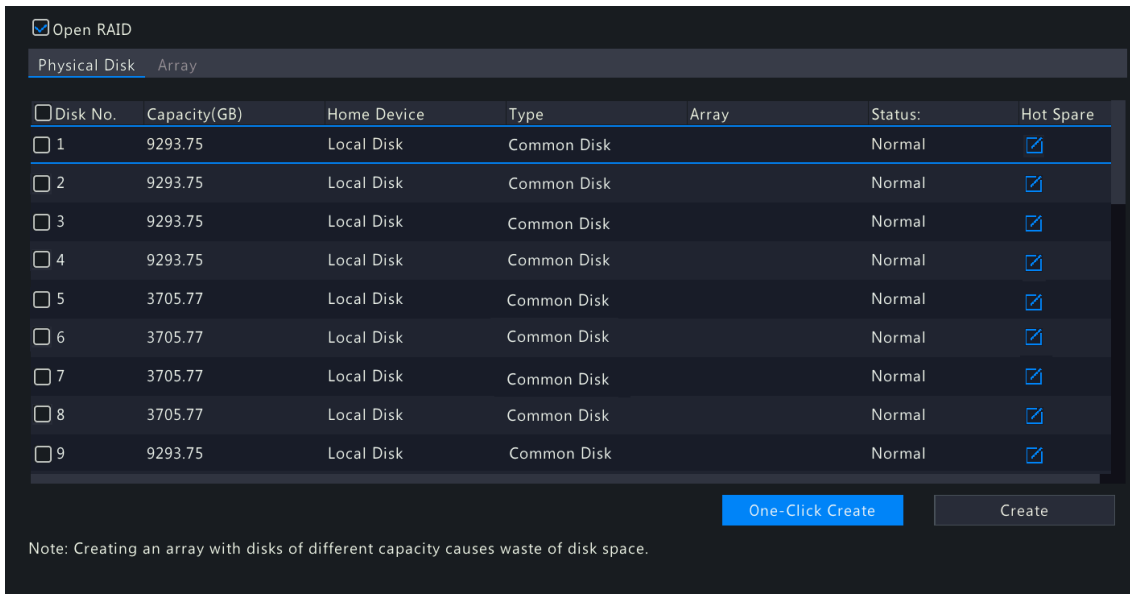 Open RAID
Physical Disk Array
Disk No. Capacity(GB) Home Device Type Array Status: Hot Spare
1 9293.75 Local Disk Common Disk Normal
2 9293.75 Local Disk Common Disk Normal
3 9293.75 Local Disk Common Disk Normal
4 9293.75 Local Disk Common Disk Normal
5 3705.77 Local Disk Common Disk Normal
6 3705.77 Local Disk Common Disk Normal
7 3705.77 Local Disk Common Disk Normal
8 3705.77 Local Disk Common Disk Normal
9 9293.75 Local Disk Common Disk Normal
One-Click Create Create
Note: Creating an array with disks of different capacity causes waste of disk space.